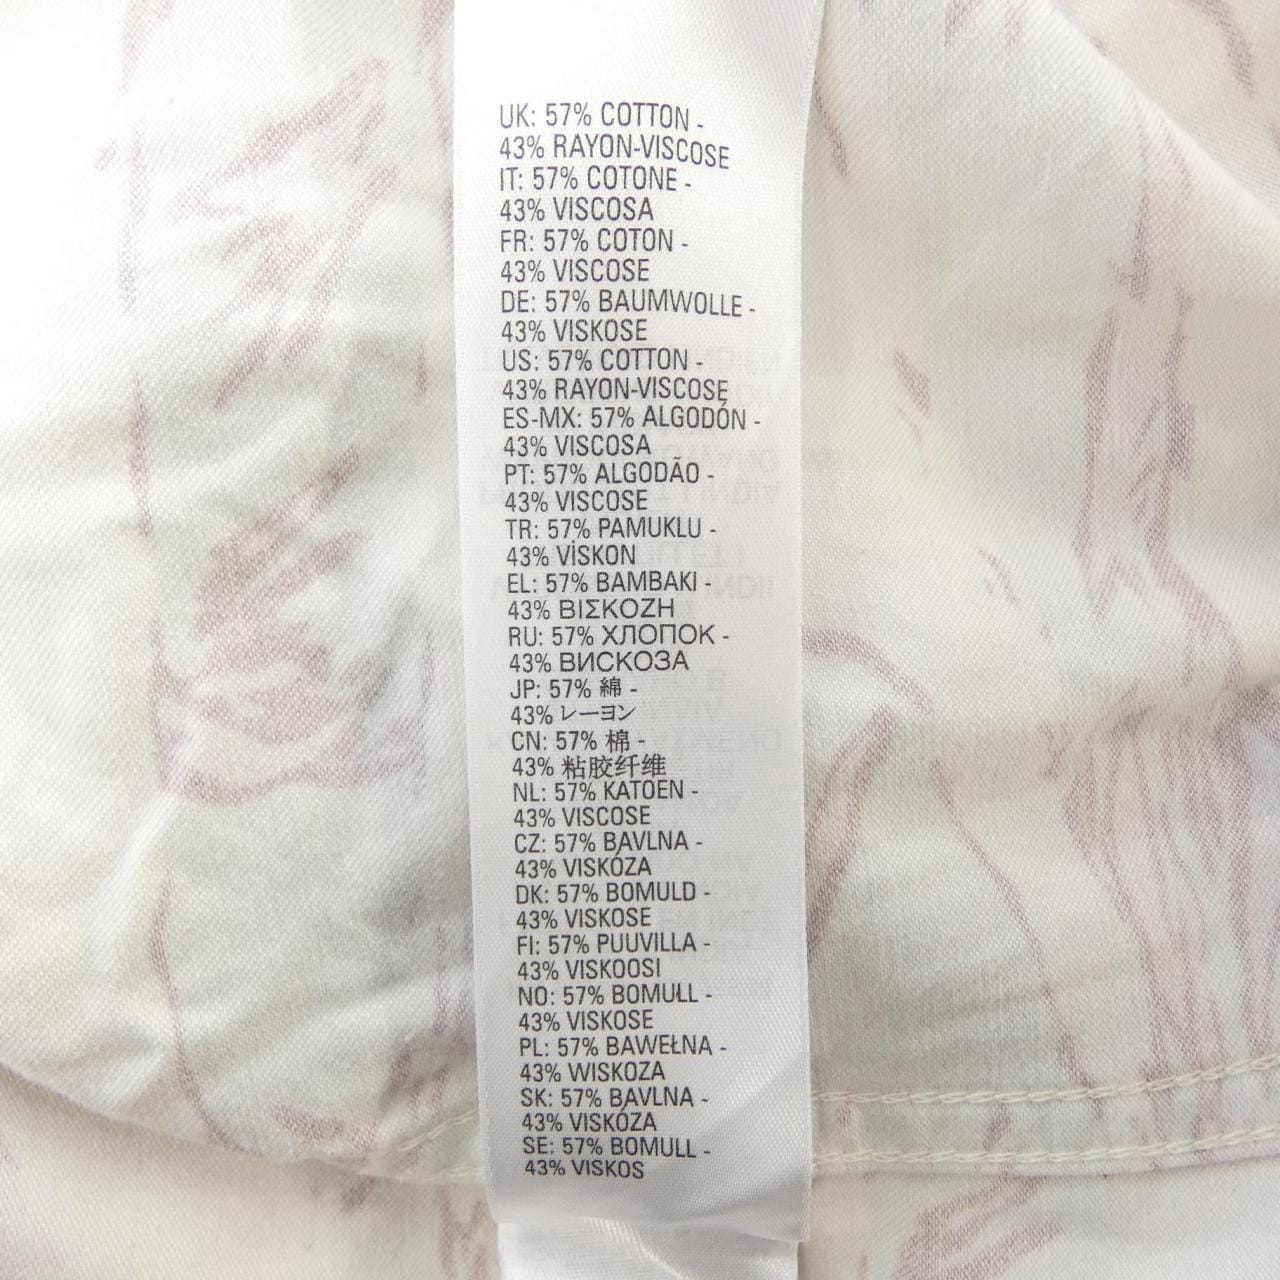 UK: 57% COTTON -
43% RAYON-VISCOSE
IT: 57% COTONE -
43% VISCOSA
FR: 57% COTON -
43% VISCOSE
DE: 57% BAUMWOLLE -
43% VISKOSE
US: 57% COTTON -
43% RAYON-VISCOSE
ES-MX: 57% ALGODÓN -
43% VISCOSA
PT: 57% ALGODÃO -
43% VISCOSE
TR: 57% PAMUKLU -
43% VİSKON
EL: 57% BAMBAKI -
43% ΒΙΣΚΟΖΗ
RU: 57% ХЛОПОК -
43% ВИСКОЗА
JP: 57% 綿 -
43% レーヨン
CN: 57% 棉 -
43% 粘胶纤维
NL: 57% KATOEN -
43% VISCOSE
CZ: 57% BAVLNA -
43% VISKÓZA
DK: 57% BOMULD -
43% VISKOSE
FI: 57% PUUVILLA -
43% VISKOOSI
NO: 57% BOMULL -
43% VISKOSE
PL: 57% BAWEŁNA -
43% WISKOZA
SK: 57% BAVLNA -
43% VISKÓZA
SE: 57% BOMULL -
43% VISKOS